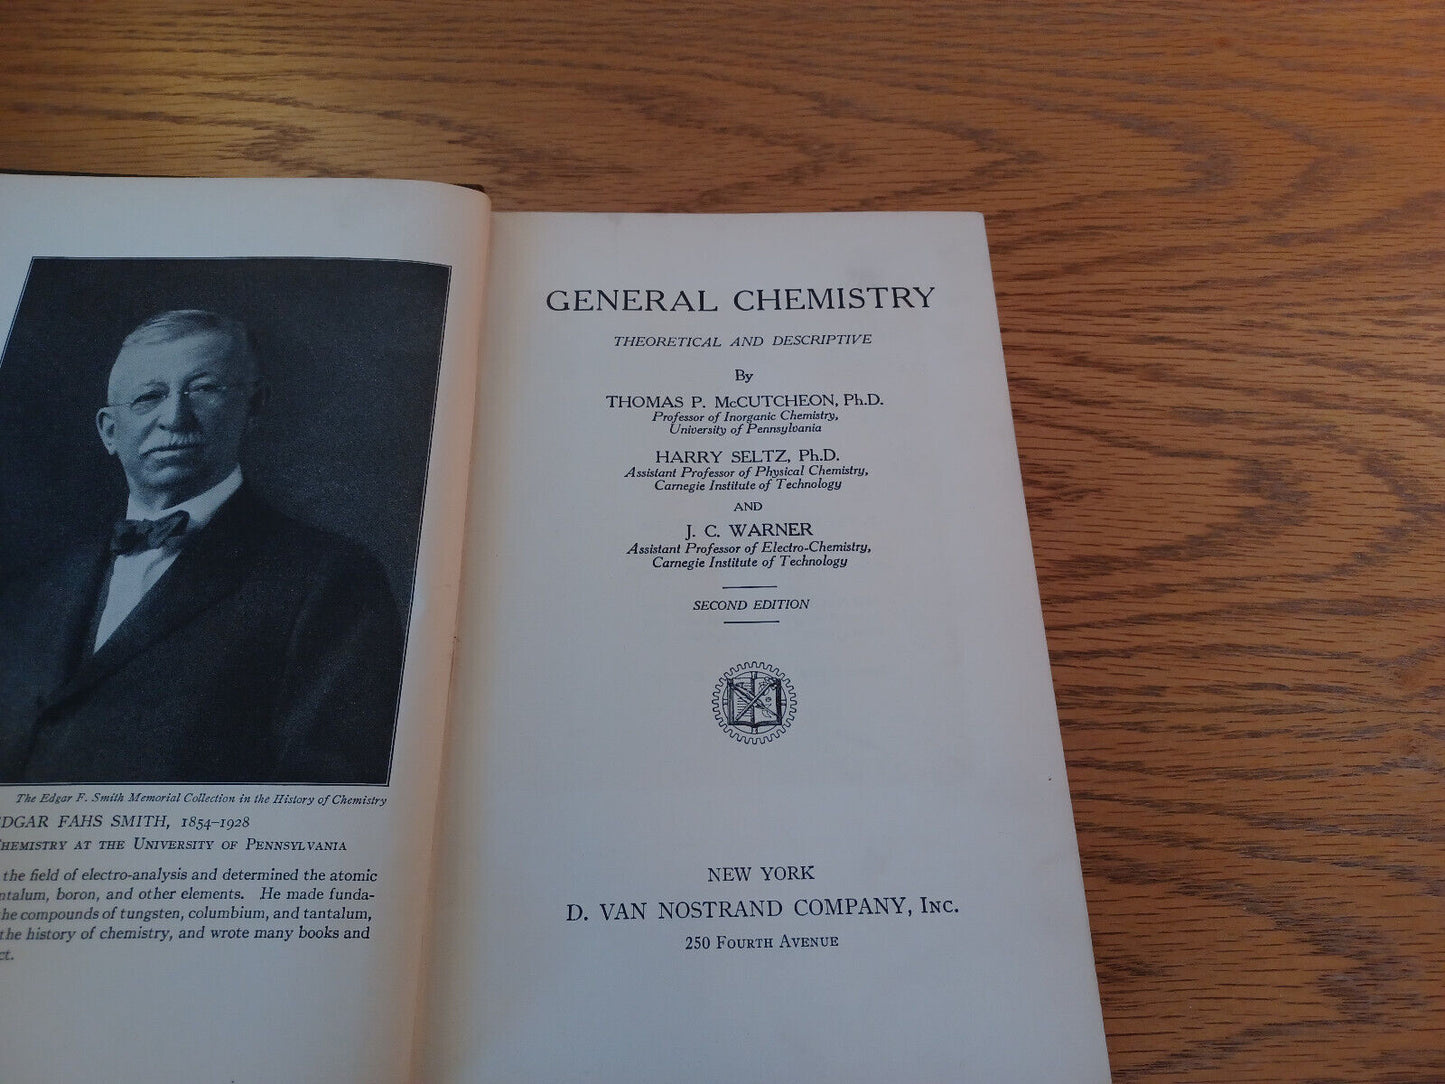 The Edgar F. Smith Memorial Collection in the History of Chemistry
EDGAR FAHS SMITH, 1854–1928
CHEMISTRY AT THE UNIVERSITY OF PENNSYLVANIA
the field of electro-analysis and determined the atomic
and other elements. He made funda-
compounds of tungsten, columbium, and tantalum,
the history of chemistry, and wrote many books and
GENERAL CHEMISTRY
THEORETICAL AND DESCRIPTIVE
By
THOMAS P. McCUTCHEON, Ph.D.
Professor of Inorganic Chemistry,
University of Pennsylvania
HARRY SELTZ, Ph.D.
Assistant Professor of Physical Chemistry,
Carnegie Institute of Technology
AND
J. C. WARNER
Assistant Professor of Electro-Chemistry,
Carnegie Institute of Technology
SECOND EDITION
NEW YORK
D. VAN NOSTRAND COMPANY, INC.
250 FOURTH AVENUE